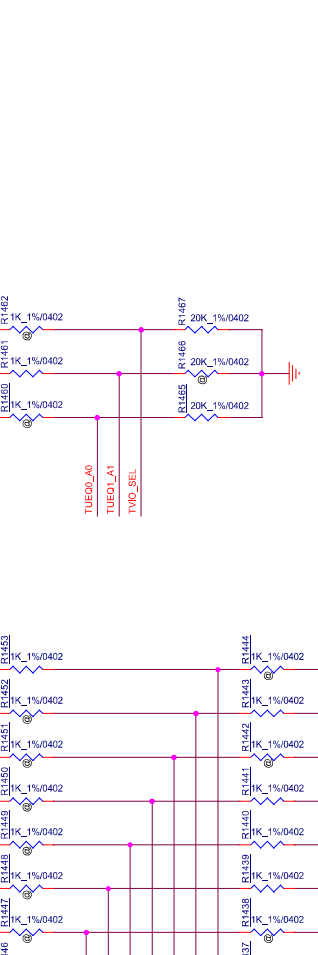 R1462
1K_1%/0402
@
R1467
20K_1%/0402
R1461
1K_1%/0402
R1466
20K_1%/0402
@
R1460
1K_1%/0402
@
R1465
20K_1%/0402
TUEQ0_A0
TUEQ1_A1
TVIO_SEL
R1453
1K_1%/0402
R1444
1K_1%/0402
@
R1452
1K_1%/0402
@
R1443
1K_1%/0402
R1451
1K_1%/0402
@
R1442
1K_1%/0402
@
R1450
1K_1%/0402
@
R1441
1K_1%/0402
R1449
1K_1%/0402
@
R1440
1K_1%/0402
R1448
1K_1%/0402
@
R1439
1K_1%/0402
R1447
1K_1%/0402
@
R1438
1K_1%/0402
@
46
37